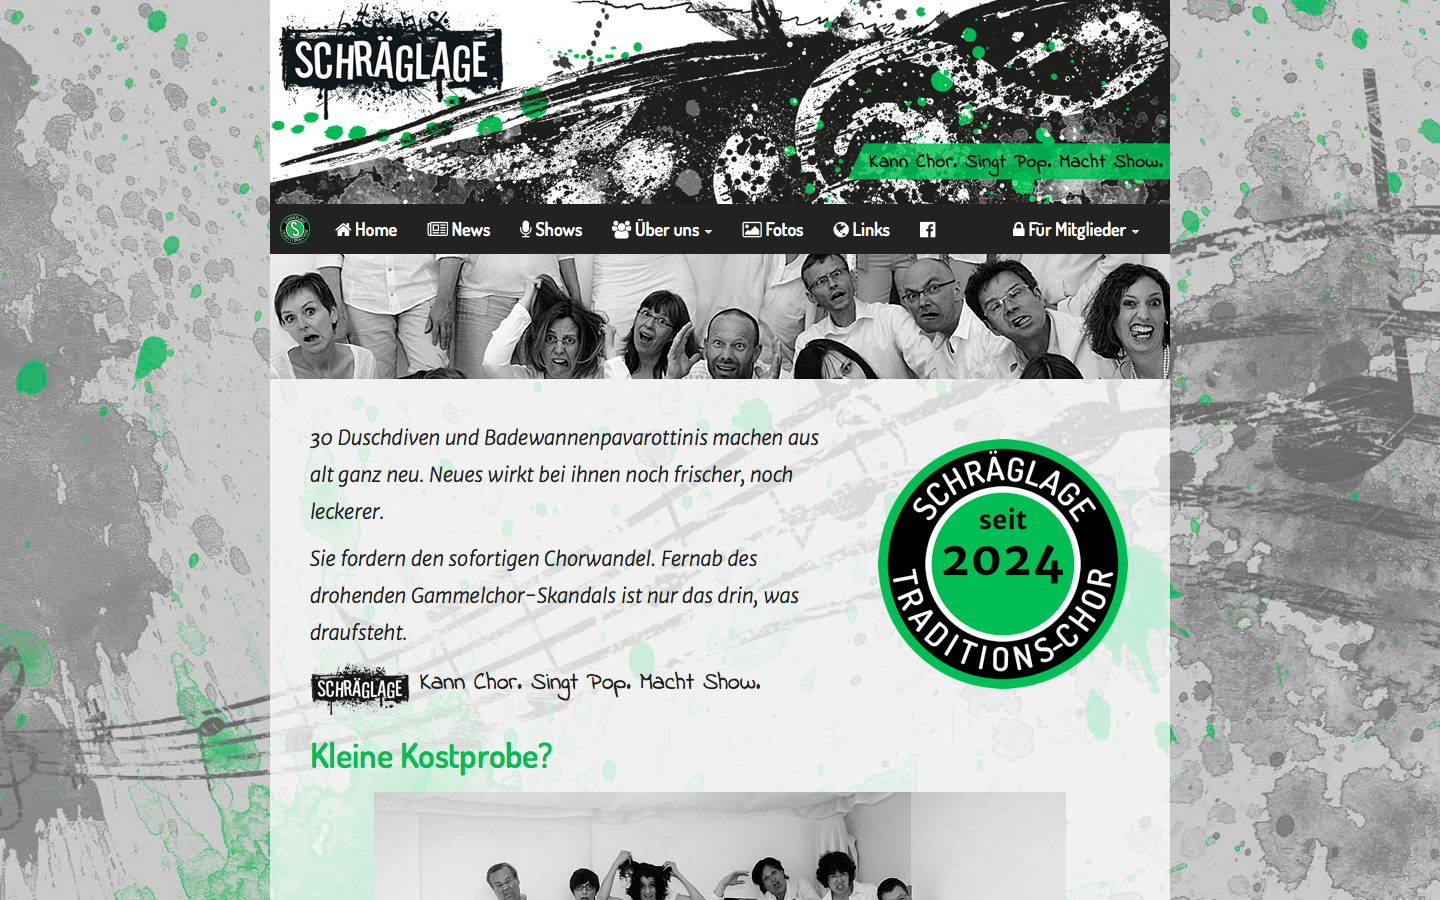 SCHRÄGLAGE
Kann Chor. Singt Pop. Macht Show.
Home News Shows Über uns Fotos Links Für Mitglieder
30 Duschdiven und Badewannenpavarottinis machen aus
alt ganz neu. Neues wirkt bei ihnen noch frischer, noch
leckerer.
Sie fordern den sofortigen Chorwandel. Fernab des
drohenden Gammelchor-Skandals ist nur das drin, was
draufsteht.
SCHRÄGLAGE Kann Chor. Singt Pop. Macht Show.
SCHRÄGLAGE
seit
2024
TRADITIONS-CHOR
Kleine Kostprobe?